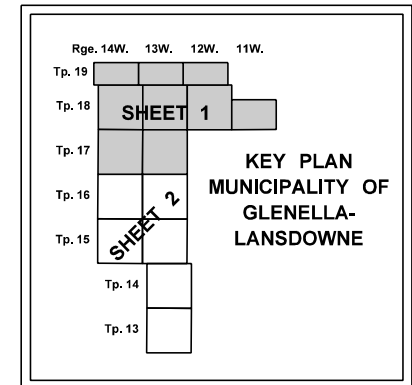 Rge. 14W. 13W. 12W. 11W.
Tp. 19
Tp. 18
SHEET 1
Tp. 17
KEY PLAN
MUNICIPALITY OF
GLENELLA-
LANSDOWNE
Tp. 16
SHEET 2
Tp. 15
Tp. 14
Tp. 13